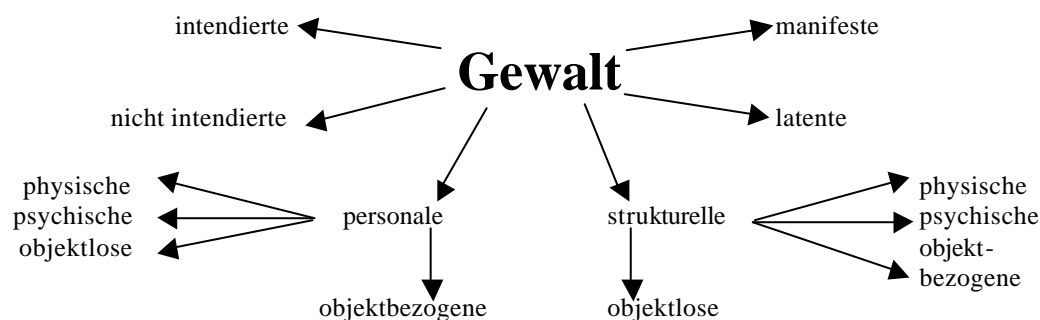 intendierte
manifeste
Gewalt
nicht intendierte
latente
physische
psychische
objektlose
personale
strukturelle
physische
psychische
objekt-
bezogene
objektbezogene
objektlose